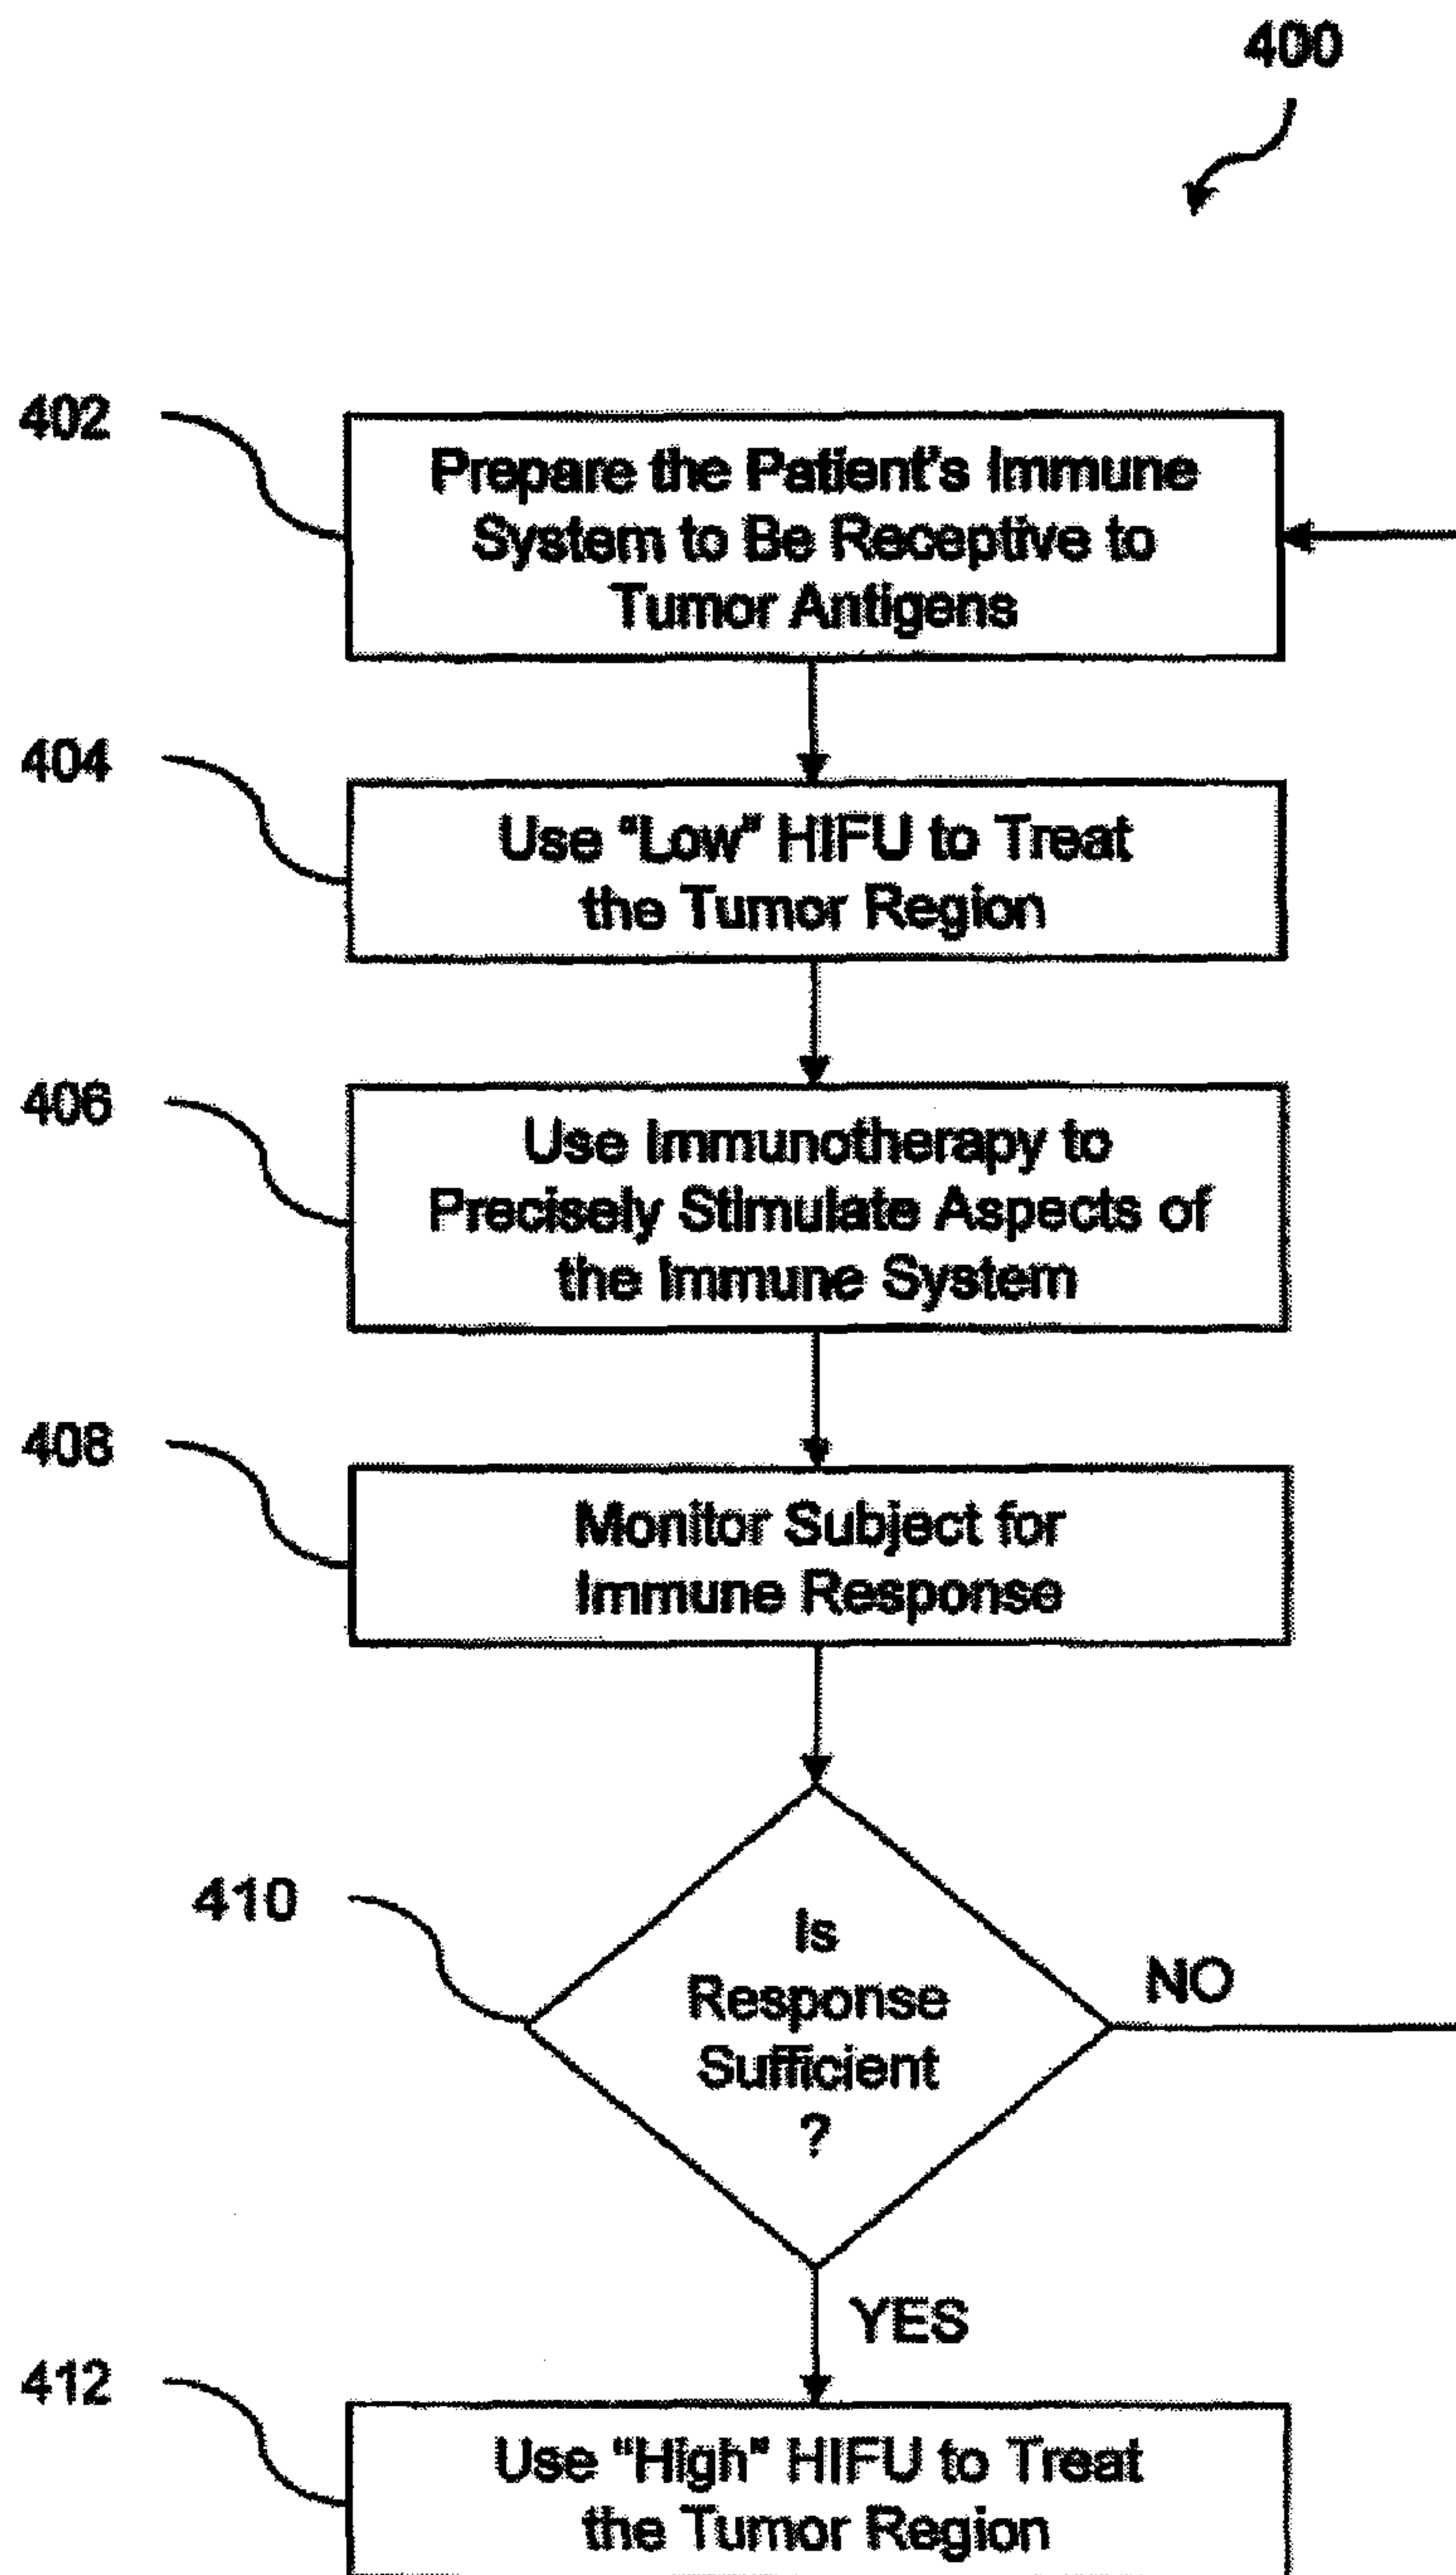 400
402
Prepare the Patient's Immune
System to Be Receptive to
Tumor Antigens
404
Use "Low" HIFU to Treat
the Tumor Region
406
Use Immunotherapy to
Precisely Stimulate Aspects of
the Immune System
408
Monitor Subject for
Immune Response
410
Is
Response
Sufficient
?
NO
YES
412
Use "High" HIFU to Treat
the Tumor Region